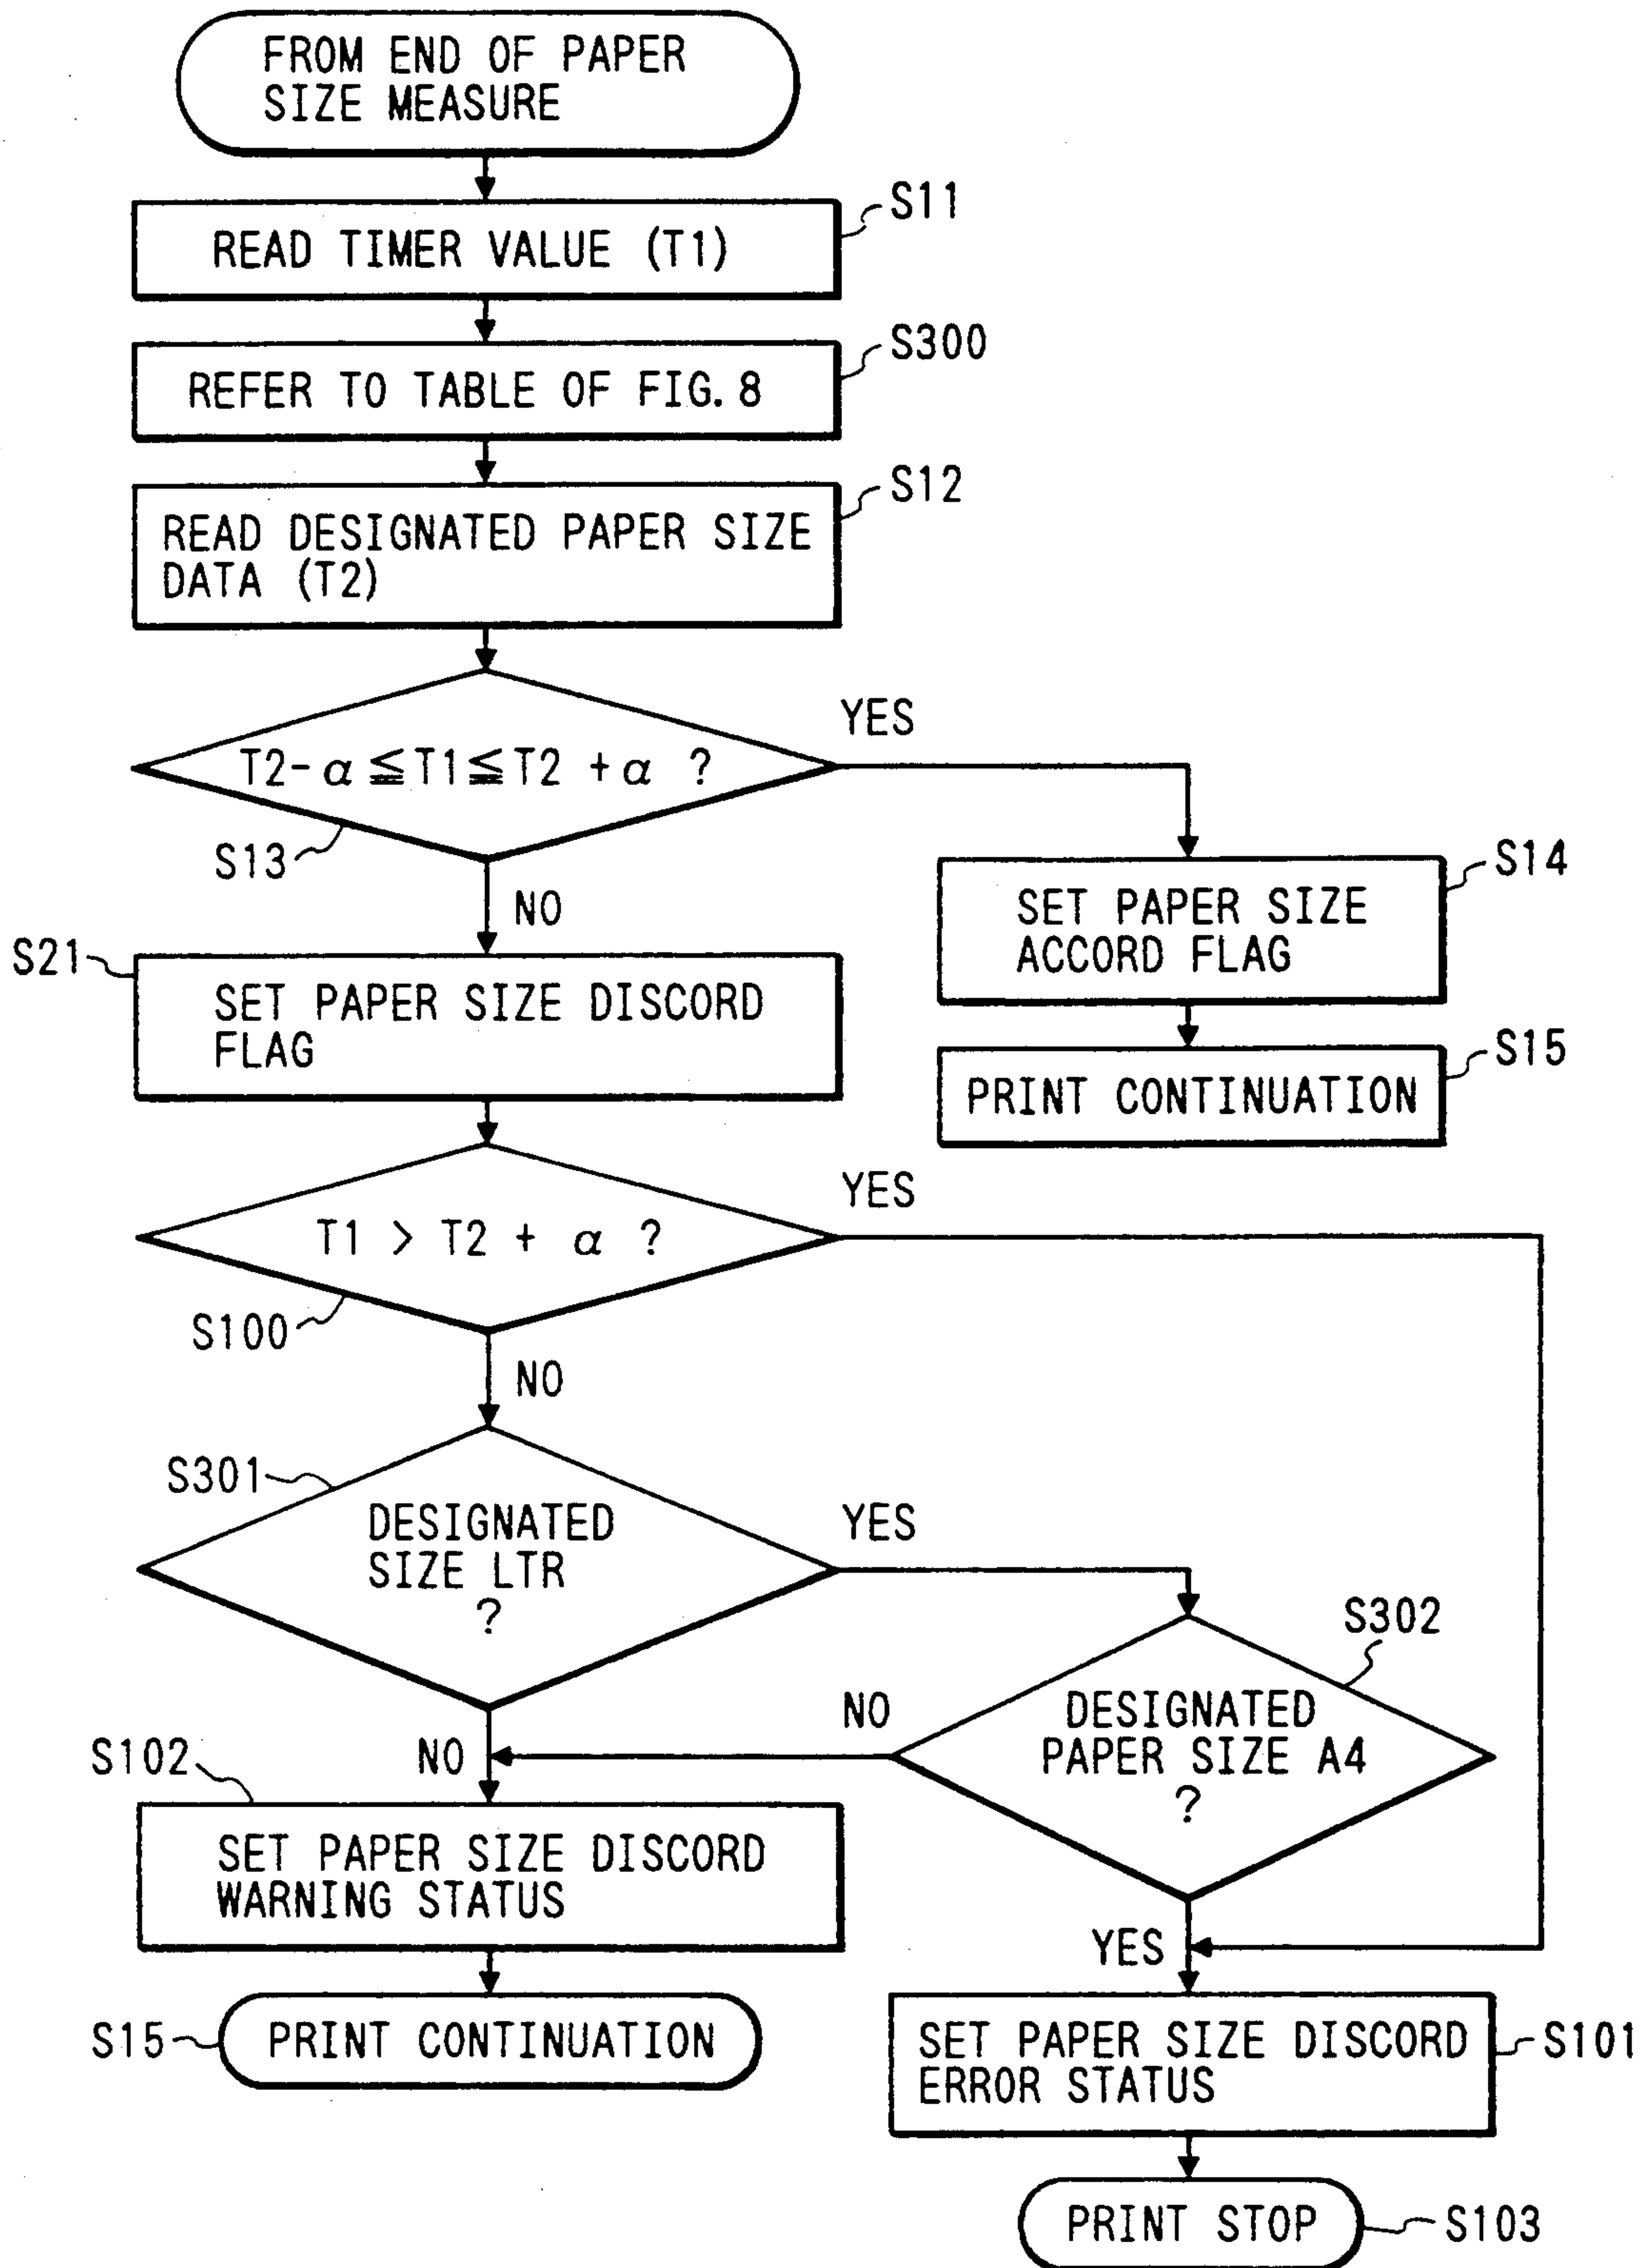 FROM END OF PAPER
SIZE MEASURE
S11
READ TIMER VALUE (T1)
S300
REFER TO TABLE OF FIG. 8
S12
READ DESIGNATED PAPER SIZE
DATA (T2)
YES
T2-α ≦ T1 ≦ T2 +α ?
S13
NO
S14
SET PAPER SIZE
ACCORD FLAG
S21
SET PAPER SIZE DISCORD
FLAG
S15
PRINT CONTINUATION
YES
T1 > T2 + α ?
S100
NO
S301
DESIGNATED
SIZE LTR
?
YES
S302
DESIGNATED
PAPER SIZE A4
?
NO
NO
S102
SET PAPER SIZE DISCORD
WARNING STATUS
YES
S15
PRINT CONTINUATION
SET PAPER SIZE DISCORD
ERROR STATUS
S101
PRINT STOP
S103